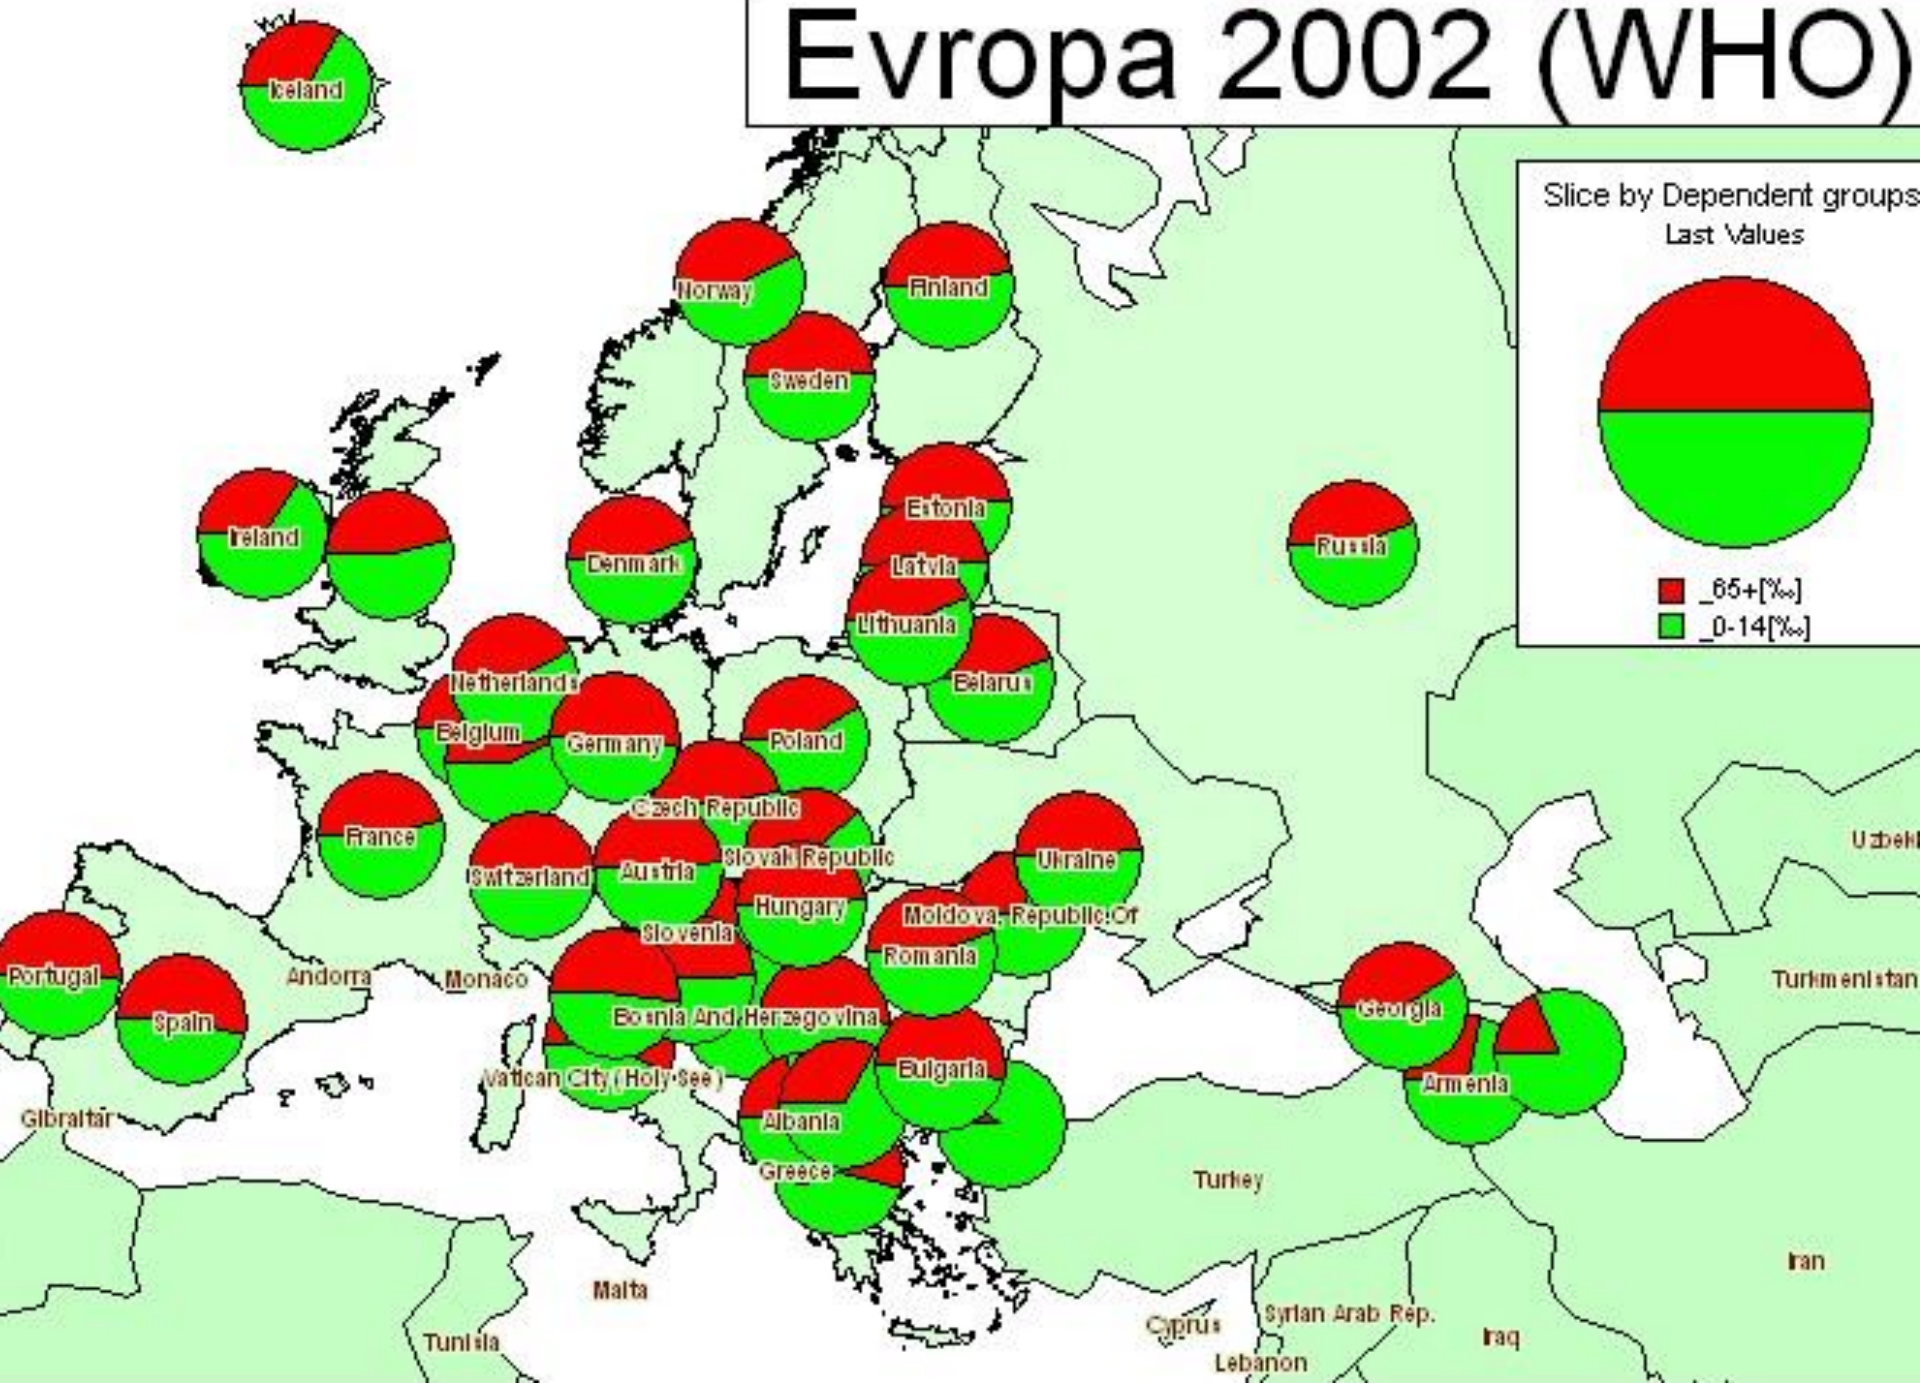 Evropa 2002 (WHO)
Slice by Dependent groups
Last Values
_65+[‰]
_0-14[‰]
Iceland
Norway
Finland
Sweden
Estonia
Ireland
Denmark
Latvia
Russia
Lithuania
Netherlands
Belarus
Belgium
Germany
Poland
Czech Republic
France
Slovak Republic
Ukraine
Switzerland
Austria
Hungary
Moldova, Republic Of
Slovenia
Romania
Portugal
Andorra
Monaco
Spain
Bosnia And Herzegovina
Georgia
Turkmenistan
Vatican City (Holy See)
Bulgaria
Armenia
Gibraltar
Albania
Greece
Turkey
Malta
Iran
Cyprus
Syrian Arab Rep.
Iraq
Tunisia
Lebanon